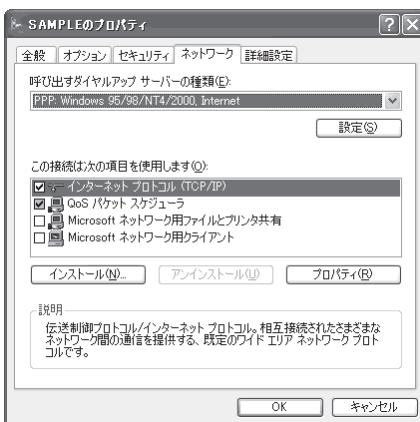 SAMPLEのプロパティ
全般 オプション セキュリティ ネットワーク 詳細設定
呼び出すダイヤルアップ サーバーの種類(E):
PPP: Windows 95/98/NT4/2000, Internet
設定(S)
この接続は次の項目を使用します(O):
インターネット プロトコル (TCP/IP)
QoS パケット スケジューラ
Microsoft ネットワーク用ファイルとプリンタ共有
Microsoft ネットワーク用クライアント
インストール(N)... アンインストール(U) プロパティ(R)
説明
伝送制御プロトコル/インターネット プロトコル。相互接続されたさまざまな
ネットワーク間の通信を提供する、既定のワイド エリア ネットワーク プロト
コルです。
OK キャンセル